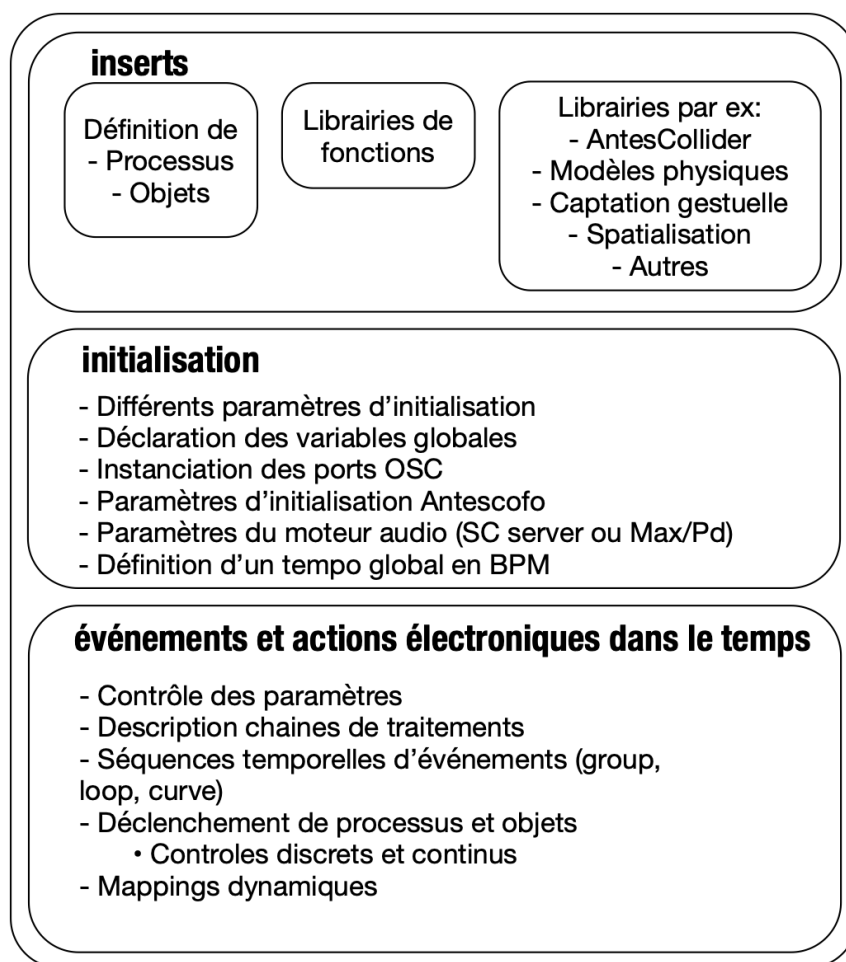 inserts
Définition de
- Processus
- Objets
Librairies de
fonctions
Librairies par ex:
- AntesCollider
- Modèles physiques
- Captation gestuelle
- Spatialisation
- Autres
initialisation
- Différents paramètres d’initialisation
- Déclaration des variables globales
- Instanciation des ports OSC
- Paramètres d’initialisation Antescofo
- Paramètres du moteur audio (SC server ou Max/Pd)
- Définition d’un tempo global en BPM
événements et actions électroniques dans le temps
- Contrôle des paramètres
- Description chaines de traitements
- Séquences temporelles d’événements (group,
loop, curve)
- Déclenchement de processus et objets
• Controles discrets et continus
- Mappings dynamiques